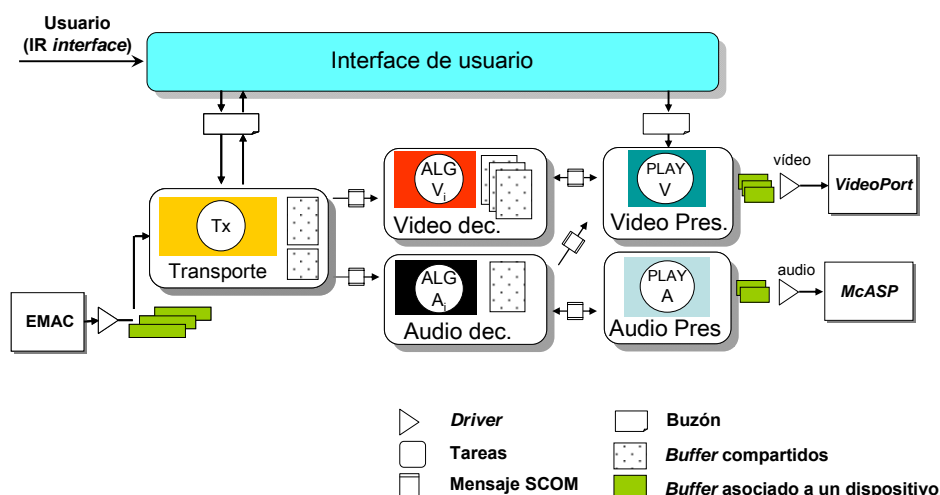 Usuario
(IR interface)
Interface de usuario
ALG
Vi
Video dec.
PLAY
V
Video Pres.
vídeo
VideoPort
Tx
Transporte
ALG
Ai
Audio dec.
PLAY
A
Audio Pres
audio
McASP
EMAC
Driver
Buzón
Tareas
Buffer compartidos
Mensaje SCOM
Buffer asociado a un dispositivo